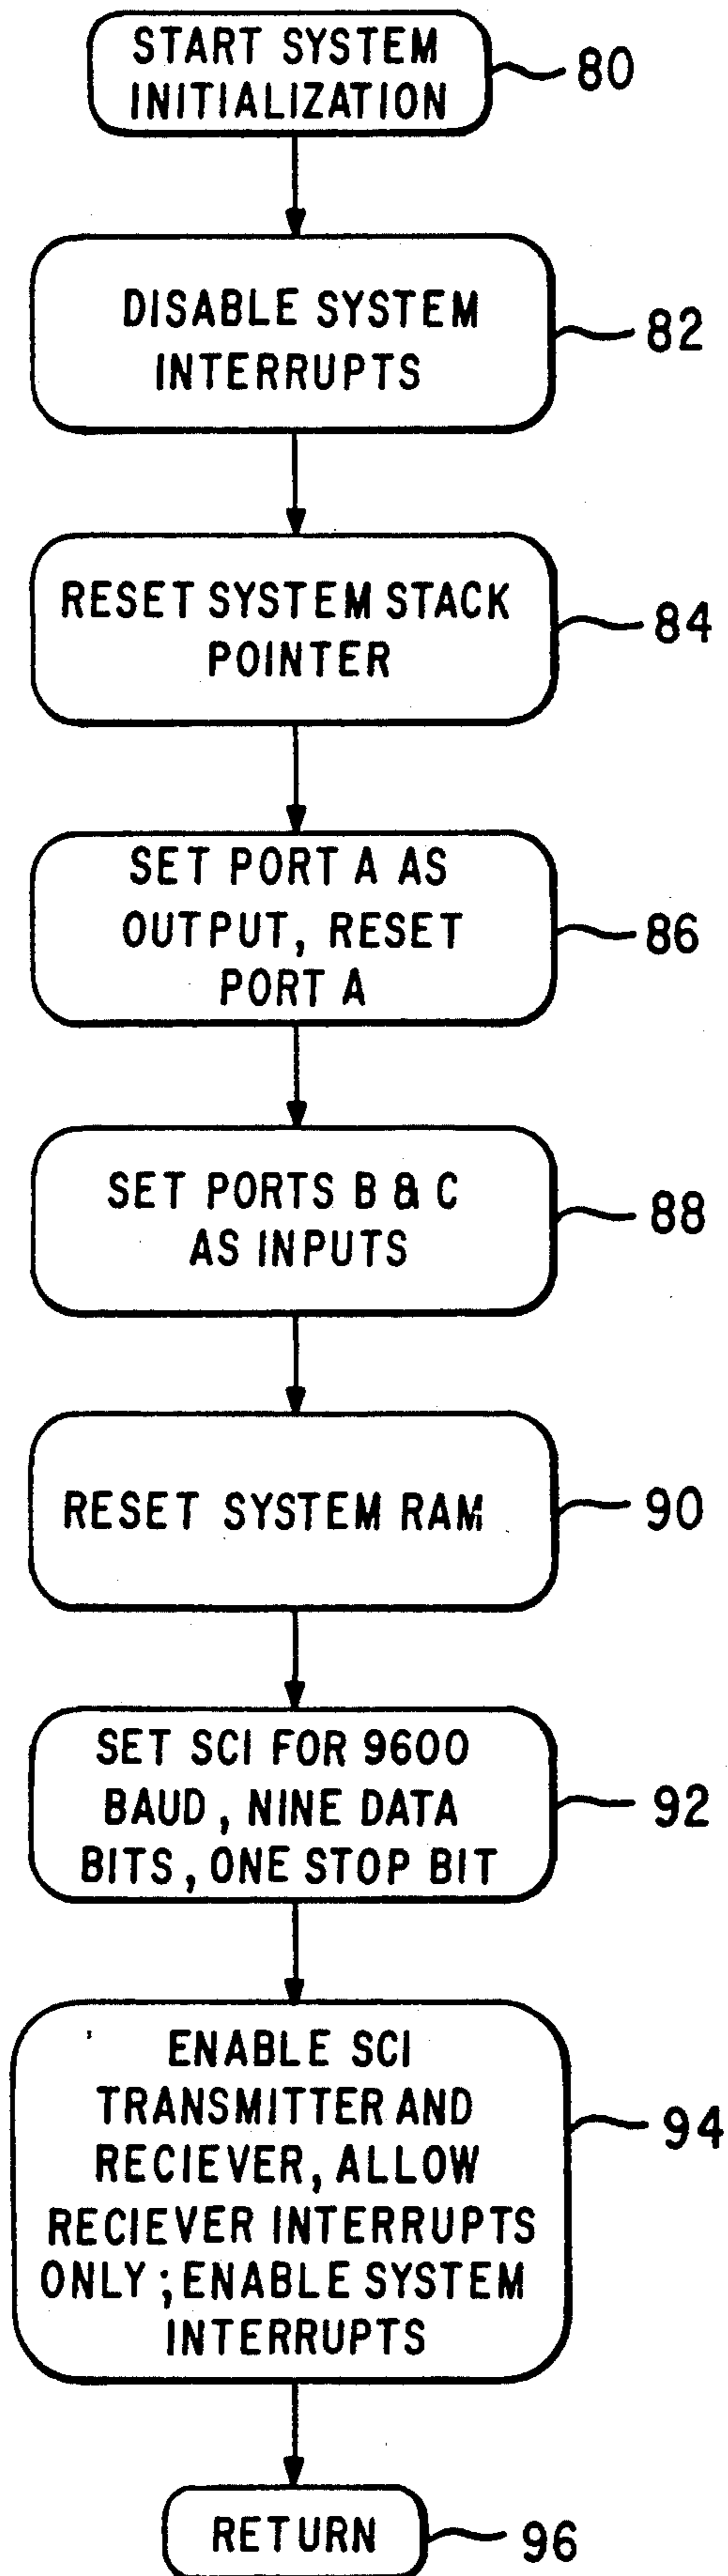 START SYSTEM
INITIALIZATION
80
DISABLE SYSTEM
INTERRUPTS
82
RESET SYSTEM STACK
POINTER
84
SET PORT A AS
OUTPUT, RESET
PORT A
86
SET PORTS B & C
AS INPUTS
88
RESET SYSTEM RAM
90
SET SCI FOR 9600
BAUD, NINE DATA
BITS, ONE STOP BIT
92
ENABLE SCI
TRANSMITTER AND
RECIEVER, ALLOW
RECIEVER INTERRUPTS
ONLY; ENABLE SYSTEM
INTERRUPTS
94
RETURN
96